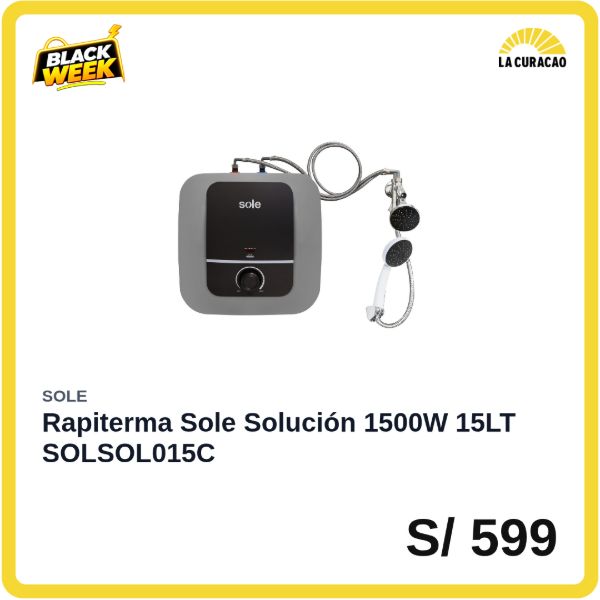 BLACK
WEEK
LA CURACAO
sole
SOLE
Rapiterma Sole Solución 1500W 15LT
SOLSOL015C
S/ 599